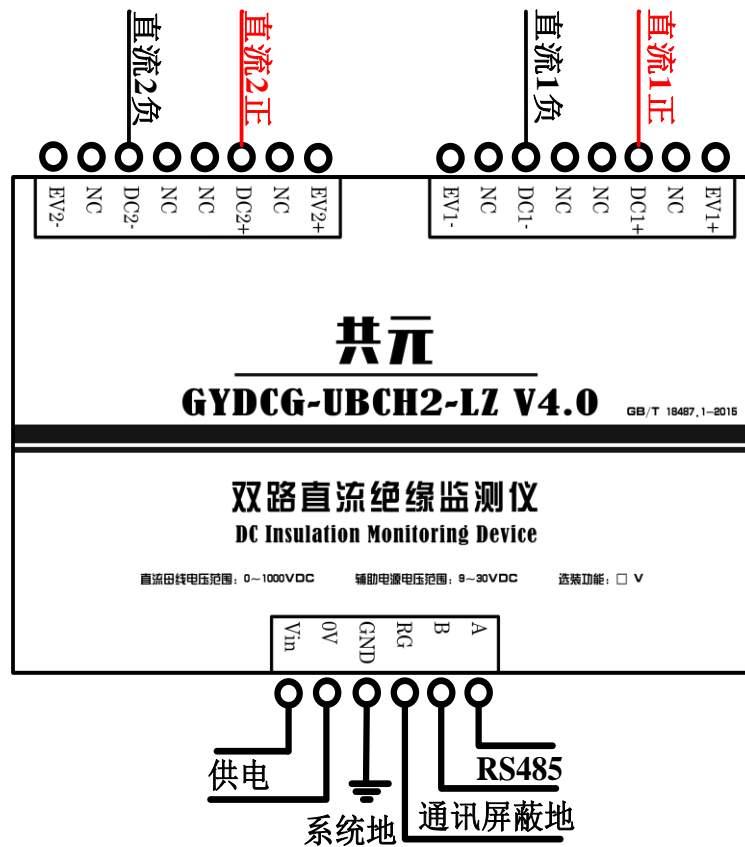 直流2负
直流2正
直流1负
直流1正
EV2-
NC
DC2-
NC
NC
DC2+
NC
EV2+
EV1-
NC
DC1-
NC
NC
DC1+
NC
EV1+
共元
GYDCG-UBCH2-LZ V4.0
GB/T 18487.1-2015
双路直流绝缘监测仪
DC Insulation Monitoring Device
直流母线电压范围：0~1000VDC 辅助电源电压范围：9~30VDC 选装功能：□ V
Vin
0V
GND
RG
B
A
供电
系统地
RS485
通讯屏蔽地